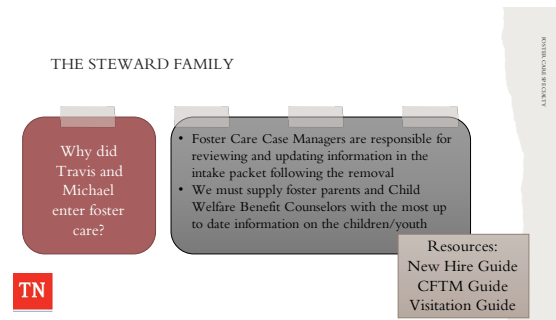 THE STEWARD FAMILY
FOSTER CARE SPECIALTY
Why did
Travis and
Michael
enter foster
care?
• Foster Care Case Managers are responsible for
reviewing and updating information in the
intake packet following the removal
• We must supply foster parents and Child
Welfare Benefit Counselors with the most up
to date information on the children/youth
Resources:
New Hire Guide
CFTM Guide
Visitation Guide
TN